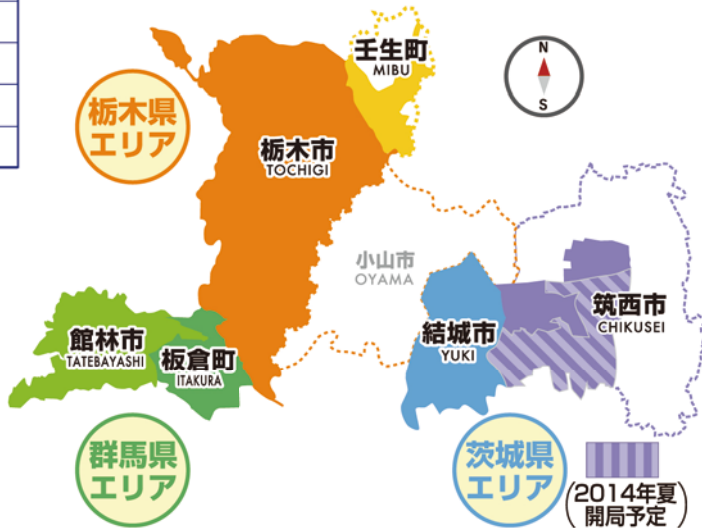 壬生町
MIBU
N
S
栃木県
エリア
栃木市
TOCHIGI
小山市
OYAMA
筑西市
CHIKUSEI
館林市
TATEBAYASHI
板倉町
ITAKURA
結城市
YUKI
群馬県
エリア
茨城県
エリア
(2014年夏
開局予定)